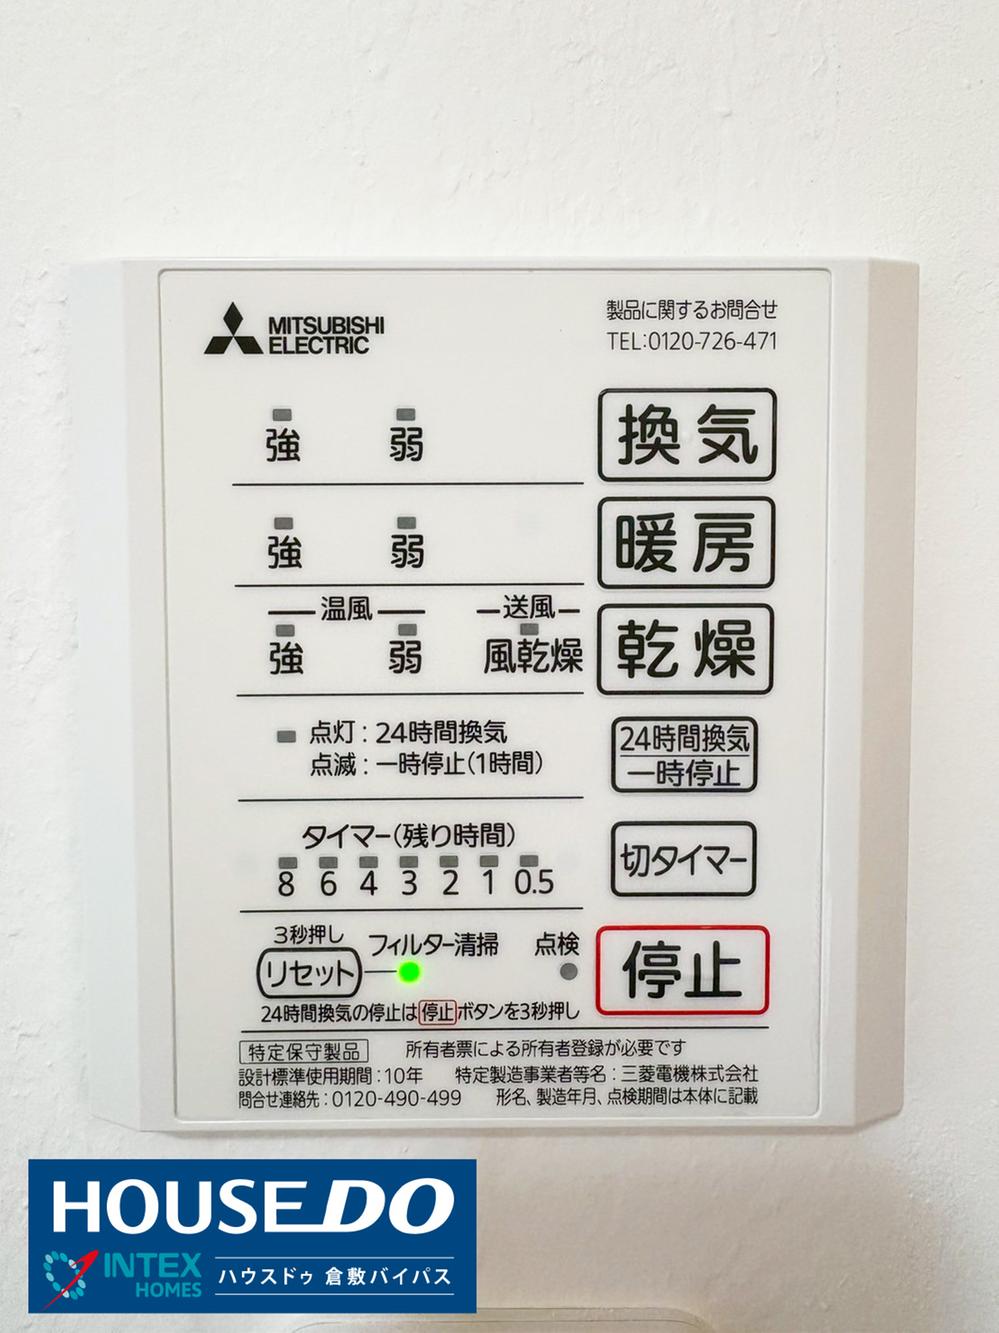 MITSUBISHI
ELECTRIC
製品に関するお問合せ
TEL:0120-726-471
強 弱 換気
強 弱 暖房
温風 送風
強 弱 風乾燥 乾燥
点灯:24時間換気
点滅:一時停止(1時間)
24時間換気
一時停止
タイマー(残り時間)
8 6 4 3 2 1 0.5
切タイマー
3秒押し
リセット フィルター清掃 点検
停止
24時間換気の停止は停止ボタンを3秒押し
特定保守製品 所有者票による所有者登録が必要です
設計標準使用期間:10年 特定製造事業者等名:三菱電機株式会社
問合せ連絡先:0120-490-499 形名、製造年月、点検期間は本体に記載
HOUSE DO
INTEX
HOMES
ハウスドゥ 倉敷バイパス